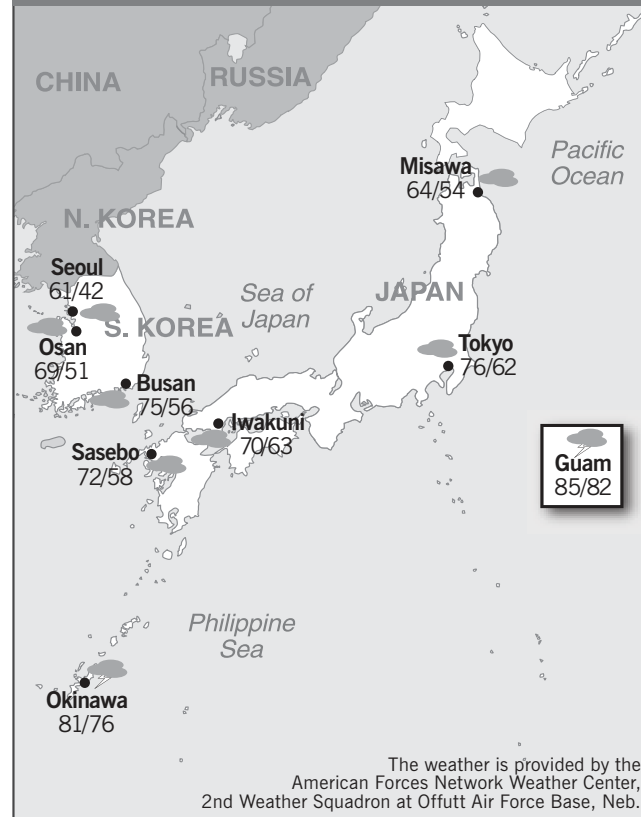 CHINA
RUSSIA
Pacific
Ocean
Misawa
64/54
N. KOREA
Seoul
61/42
Sea of
Japan
JAPAN
S. KOREA
Osan
69/51
Tokyo
76/62
Busan
75/56
Iwakuni
70/63
Sasebo
72/58
Guam
85/82
Philippine
Sea
Okinawa
81/76
The weather is provided by the
American Forces Network Weather Center,
2nd Weather Squadron at Offutt Air Force Base, Neb.